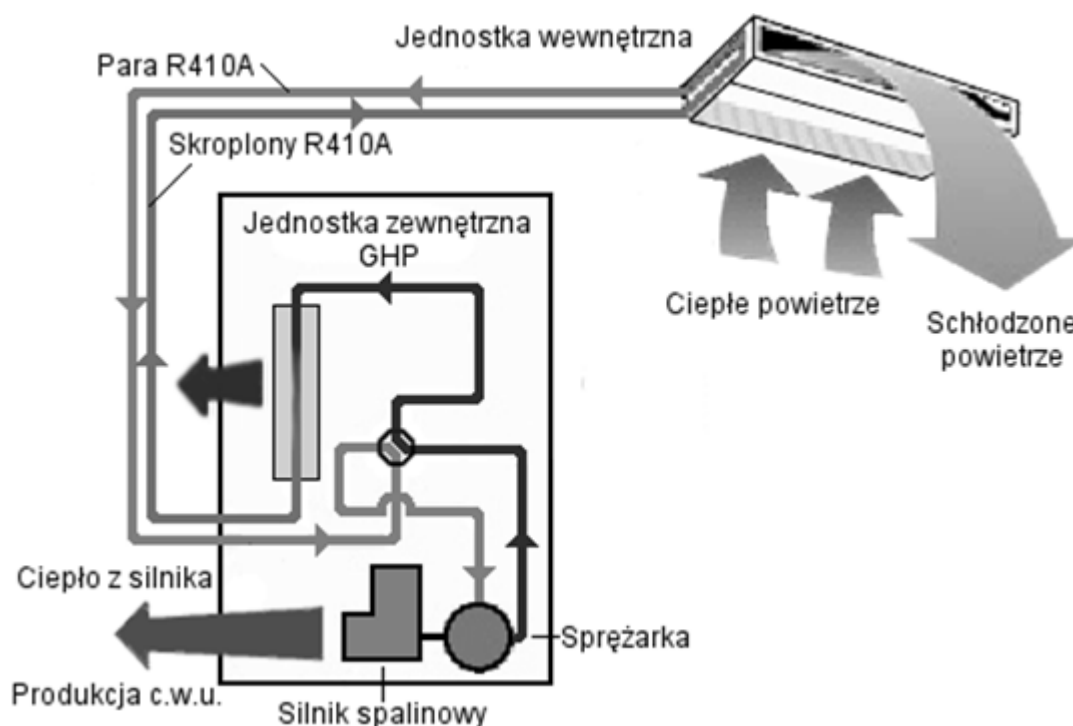 Jednostka wewnętrzna
Para R410A
Skroplony R410A
Jednostka zewnętrzna
GHP
Ciepłe powietrze
Schłodzone
powietrze
Ciepło z silnika
Sprężarka
Produkcja c.w.u.
Silnik spalinowy